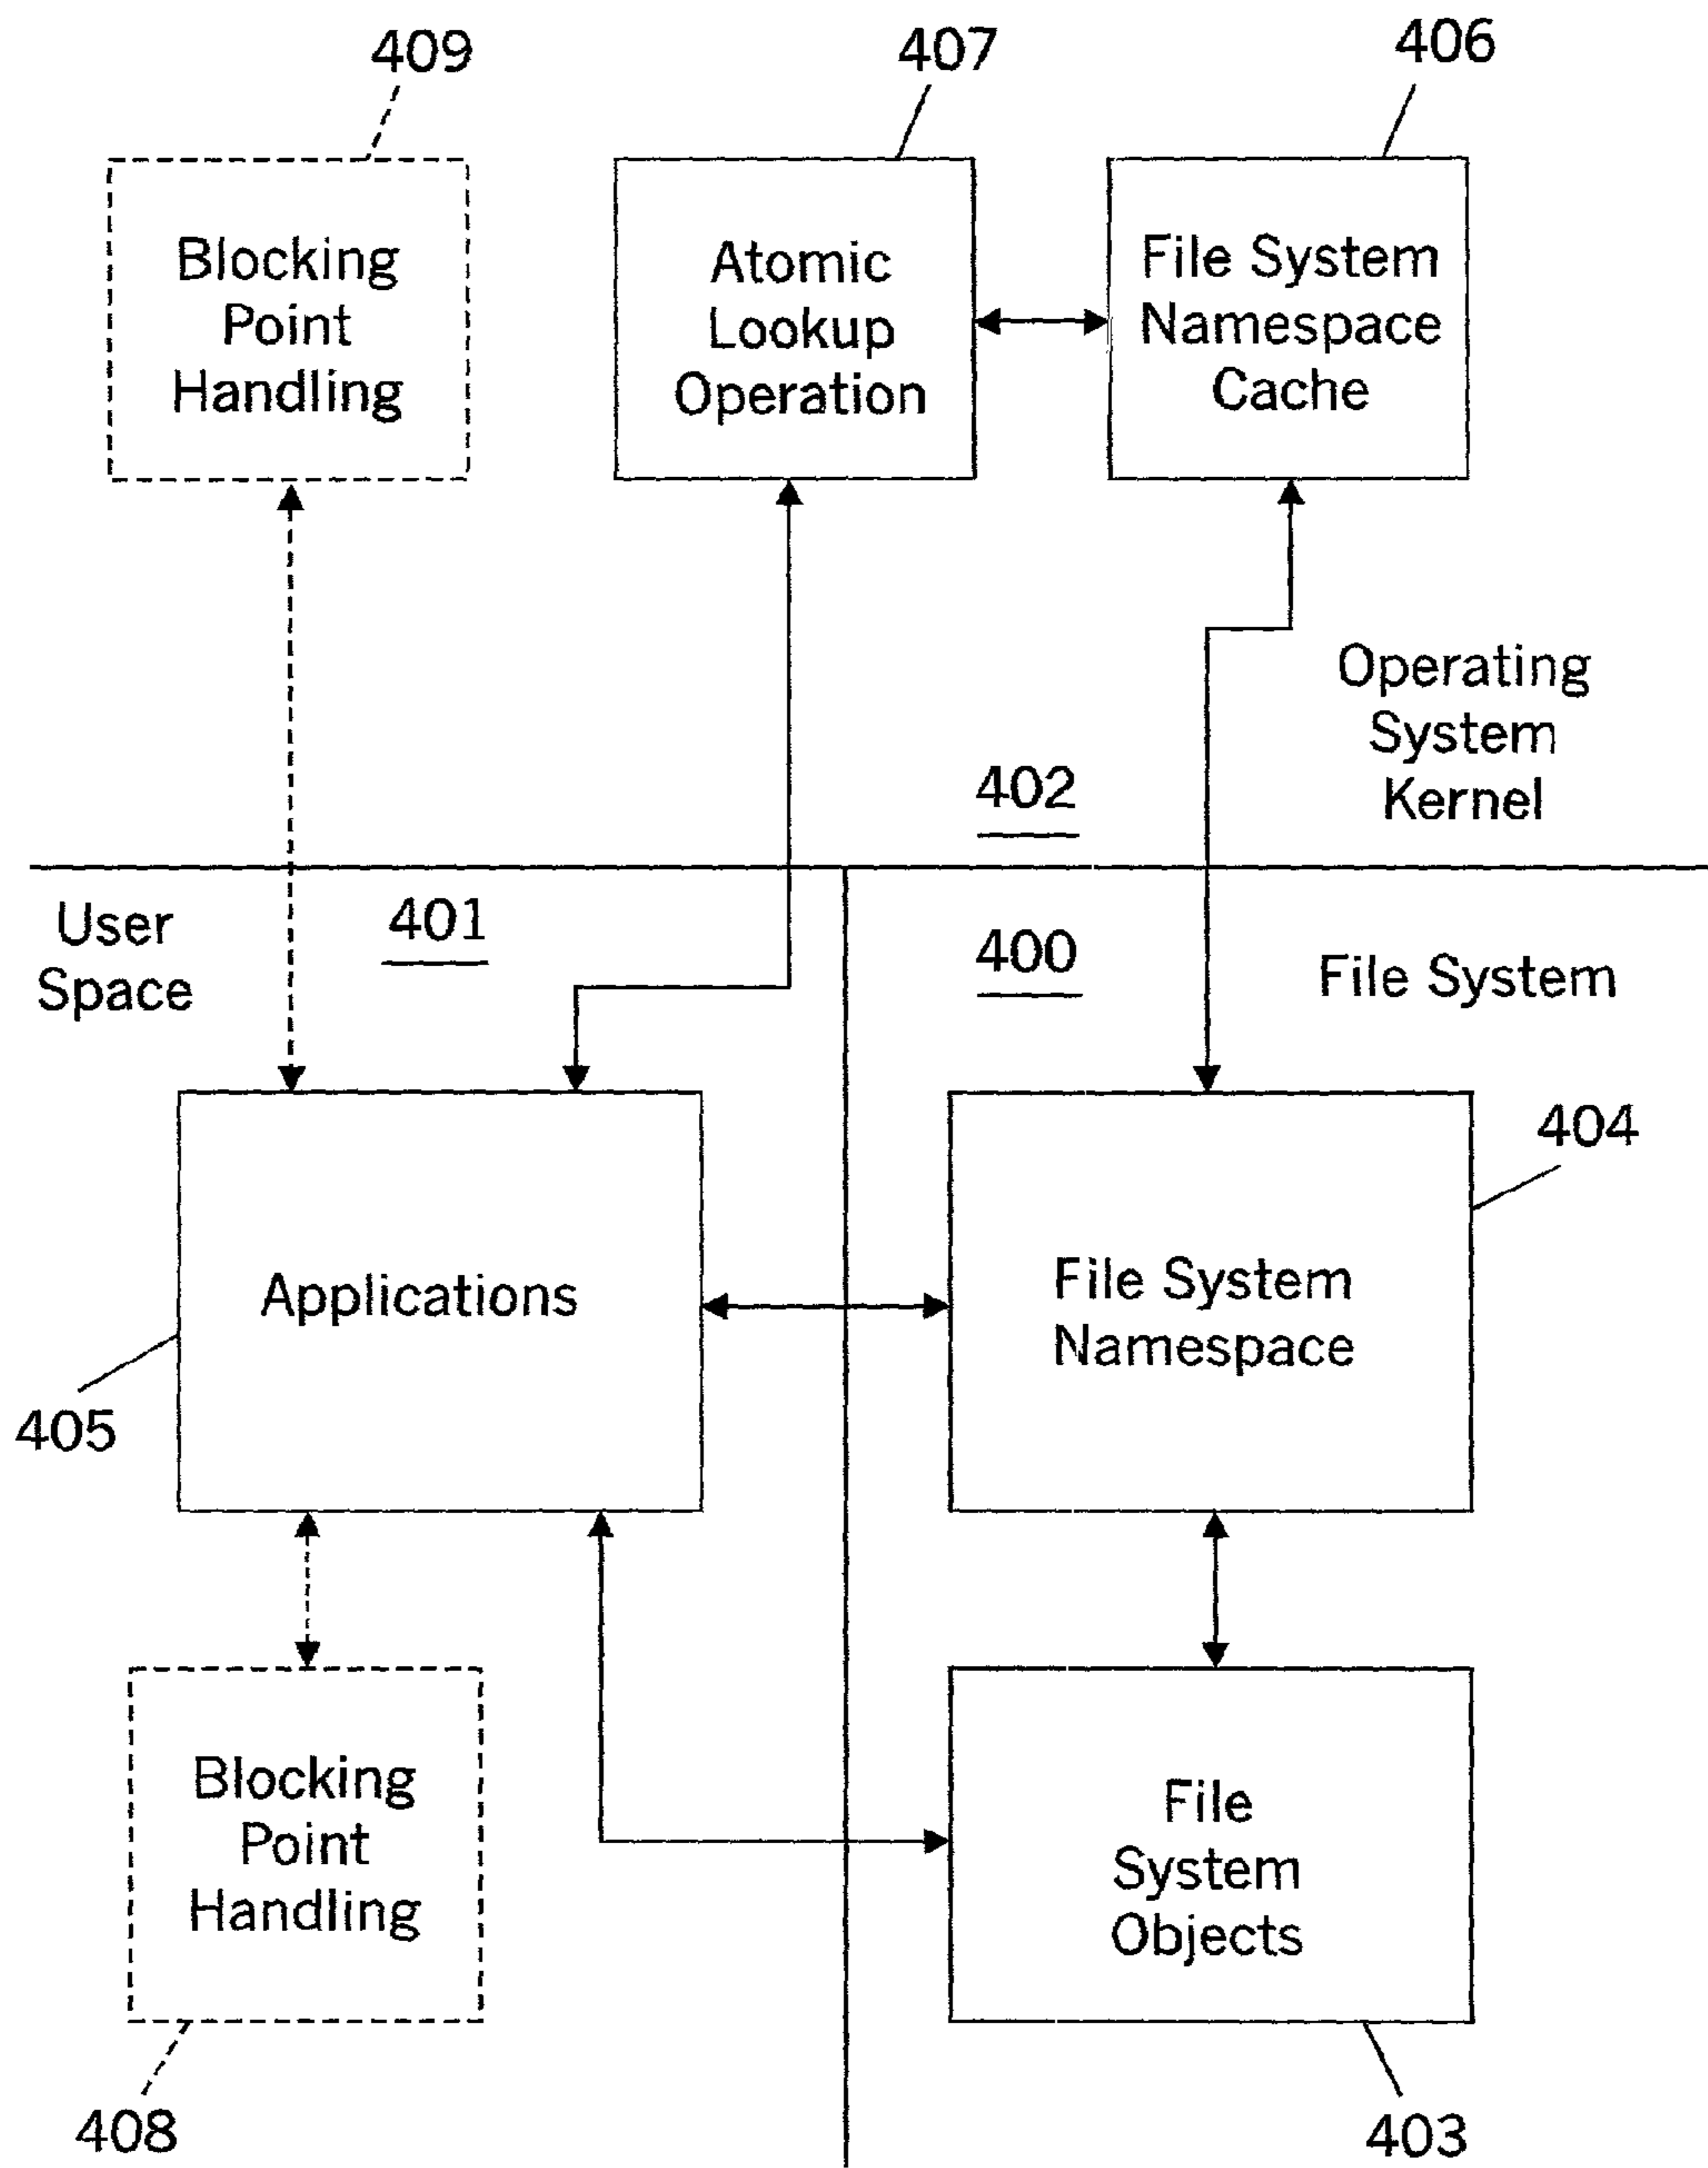 409
407
406
Blocking
Point
Handling
Atomic
Lookup
Operation
File System
Namespace
Cache
Operating
System
Kernel
402
User
Space
401
400
File System
404
Applications
File System
Namespace
405
Blocking
Point
Handling
File
System
Objects
408
403